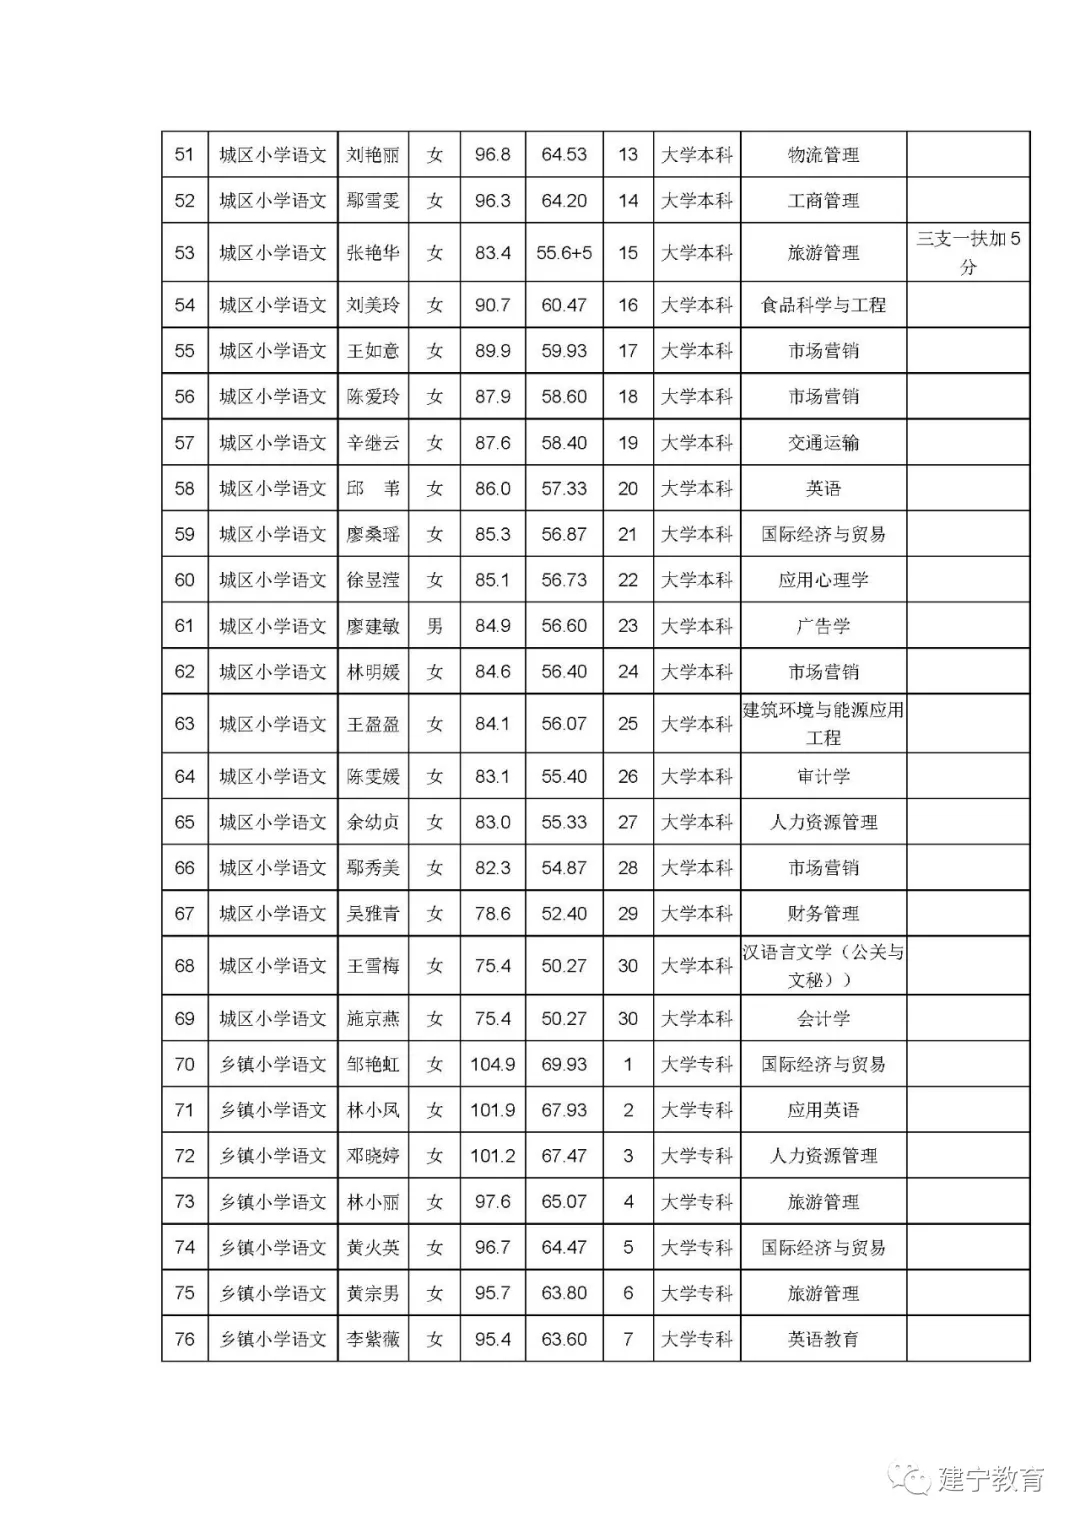 51 城区小学语文 刘艳丽 女 96.8 64.53 13 大学本科 物流管理
52 城区小学语文 鄢雪雯 女 96.3 64.20 14 大学本科 工商管理
53 城区小学语文 张艳华 女 83.4 55.6+5 15 大学本科 旅游管理 三支一扶加5
分
54 城区小学语文 刘美玲 女 90.7 60.47 16 大学本科 食品科学与工程
55 城区小学语文 王如意 女 89.9 59.93 17 大学本科 市场营销
56 城区小学语文 陈爱玲 女 87.9 58.60 18 大学本科 市场营销
57 城区小学语文 辛继云 女 87.6 58.40 19 大学本科 交通运输
58 城区小学语文 邱 苇 女 86.0 57.33 20 大学本科 英语
59 城区小学语文 廖桑瑶 女 85.3 56.87 21 大学本科 国际经济与贸易
60 城区小学语文 徐昱滢 女 85.1 56.73 22 大学本科 应用心理学
61 城区小学语文 廖建敏 男 84.9 56.60 23 大学本科 广告学
62 城区小学语文 林明媛 女 84.6 56.40 24 大学本科 市场营销
63 城区小学语文 王盈盈 女 84.1 56.07 25 大学本科 建筑环境与能源应用
工程
64 城区小学语文 陈雯媛 女 83.1 55.40 26 大学本科 审计学
65 城区小学语文 余幼贞 女 83.0 55.33 27 大学本科 人力资源管理
66 城区小学语文 鄢秀美 女 82.3 54.87 28 大学本科 市场营销
67 城区小学语文 吴雅青 女 78.6 52.40 29 大学本科 财务管理
68 城区小学语文 王雪梅 女 75.4 50.27 30 大学本科 汉语言文学（公关与
文秘））
69 城区小学语文 施京燕 女 75.4 50.27 30 大学本科 会计学
70 乡镇小学语文 邹艳虹 女 104.9 69.93 1 大学专科 国际经济与贸易
71 乡镇小学语文 林小凤 女 101.9 67.93 2 大学专科 应用英语
72 乡镇小学语文 邓晓婷 女 101.2 67.47 3 大学专科 人力资源管理
73 乡镇小学语文 林小丽 女 97.6 65.07 4 大学专科 旅游管理
74 乡镇小学语文 黄火英 女 96.7 64.47 5 大学专科 国际经济与贸易
75 乡镇小学语文 黄宗男 女 95.7 63.80 6 大学专科 旅游管理
76 乡镇小学语文 李紫薇 女 95.4 63.60 7 大学专科 英语教育
建宁教育